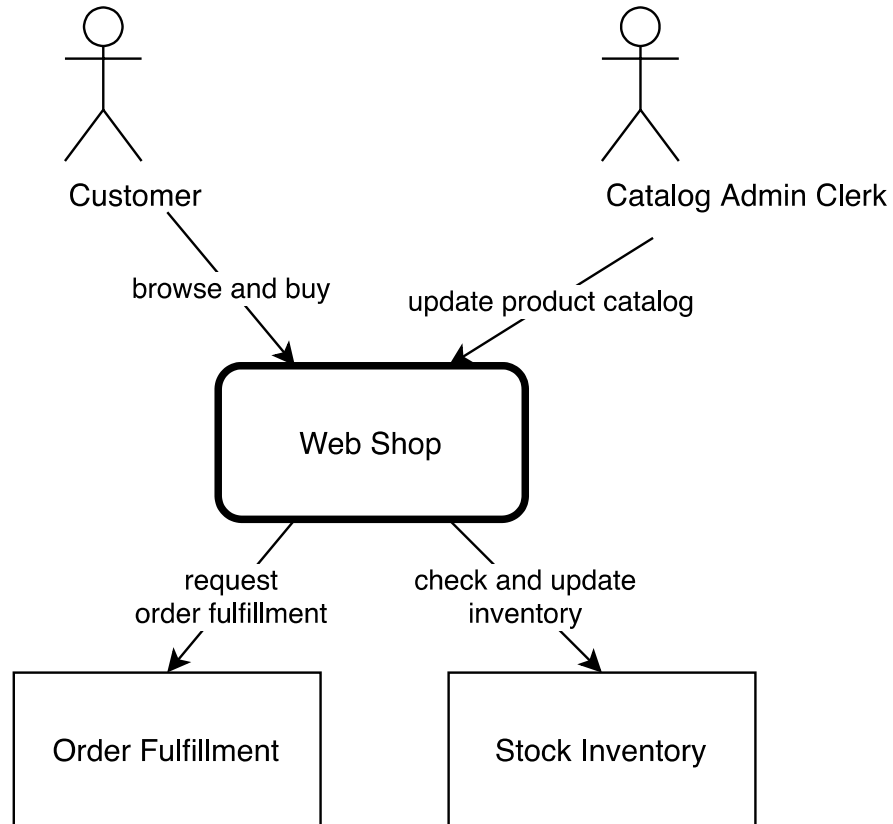 Customer
Catalog Admin Clerk
browse and buy
update product catalog
Web Shop
request
order fulfillment
check and update
inventory
Order Fulfillment
Stock Inventory